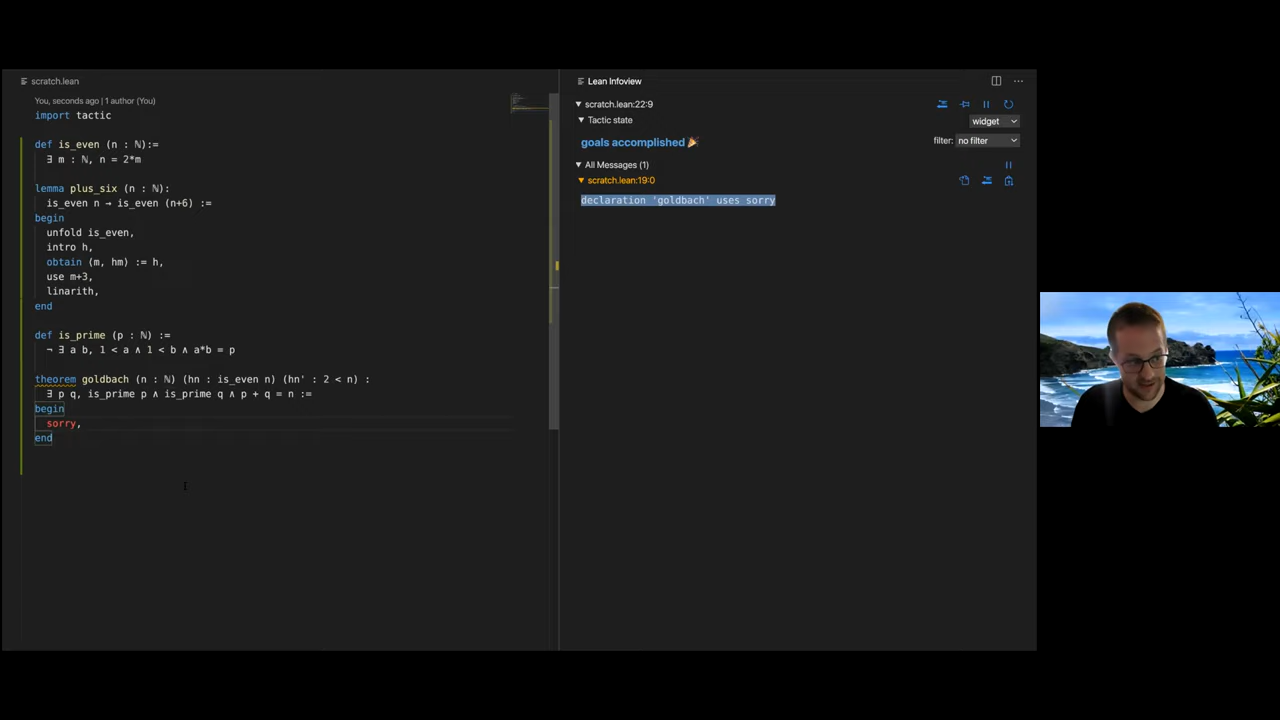 scratch.lean
You, seconds ago | 1 author (You)
import tactic
def is_even (n : ℕ):=
∃ m : ℕ, n = 2*m
lemma plus_six (n : ℕ):
is_even n → is_even (n+6) :=
begin
unfold is_even,
intro h,
obtain ⟨m, hm⟩ := h,
use m+3,
linarith,
end
def is_prime (p : ℕ) :=
¬ ∃ a b, 1 < a ∧ 1 < b ∧ a*b = p
theorem goldbach (n : ℕ) (hn : is_even n) (hn' : 2 < n) :
∃ p q, is_prime p ∧ is_prime q ∧ p + q = n :=
begin
sorry,
end
Lean Infoview
scratch.lean:22:9
Tactic state
widget
goals accomplished 🎉
filter: no filter
All Messages (1)
scratch.lean:19:0
declaration 'goldbach' uses sorry